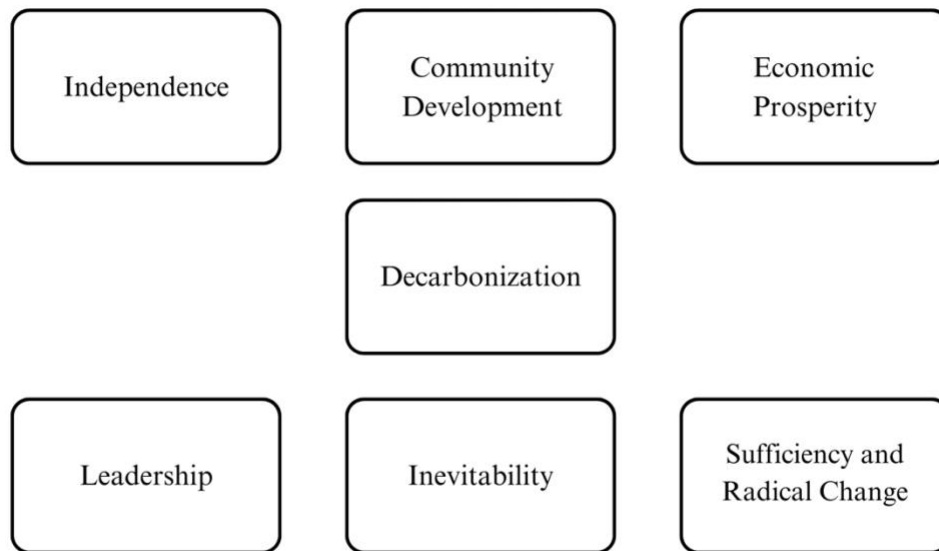 Independence
Community
Development
Economic
Prosperity
Decarbonization
Leadership
Inevitability
Sufficiency and
Radical Change